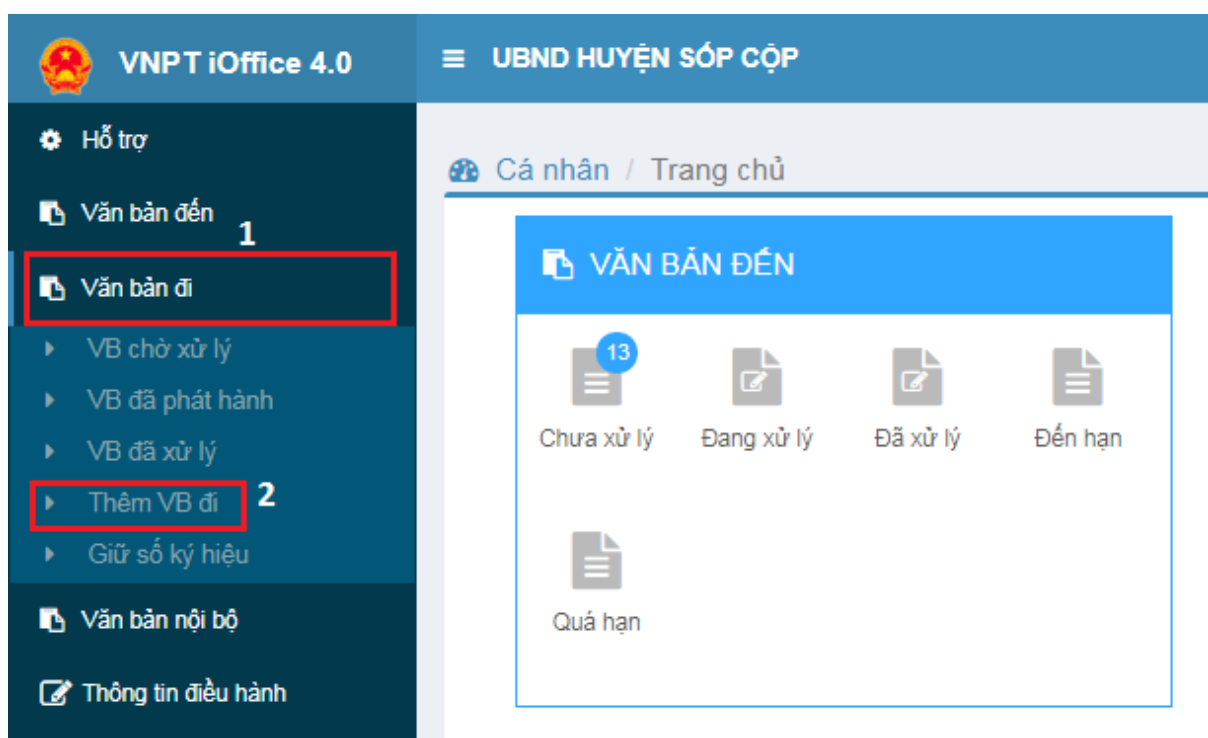 VNPT iOffice 4.0
UBND HUYỆN SỐP CỘP
Hỗ trợ
Văn bản đến
1
Văn bản đi
VB chờ xử lý
VB đã phát hành
VB đã xử lý
Thêm VB đi
2
Giữ số ký hiệu
Văn bản nội bộ
Thông tin điều hành
Cá nhân / Trang chủ
VĂN BẢN ĐẾN
13
Chưa xử lý Đang xử lý Đã xử lý Đến hạn
Quá hạn